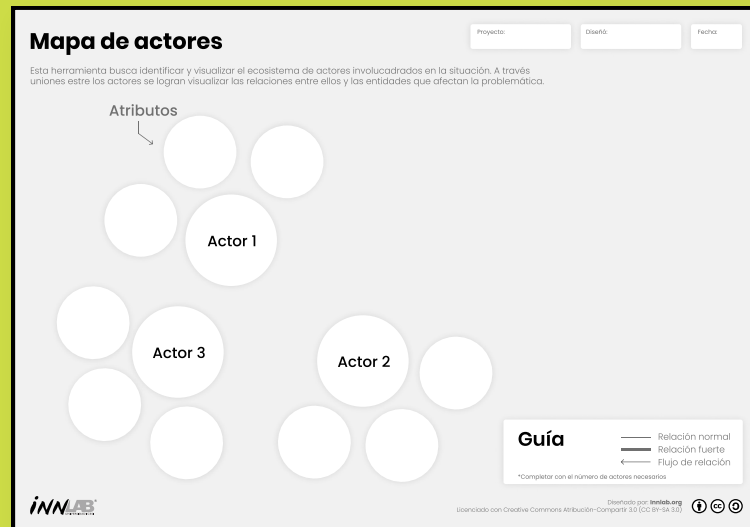 Mapa de actores
Proyecto:
Diseñó:
Fecha:
Esta herramienta busca identificar y visualizar el ecosistema de actores involucadrados en la situación. A través
uniones estre los actores se logran visualizar las relaciones entre ellos y las entidades que afectan la problemática.
Atributos
Actor 1
Actor 3
Actor 2
Guía
Relación normal
Relación fuerte
Flujo de relación
*Completar con el número de actores necesarios
iNNLAB
Diseñado por: innlab.org
Licenciado con Creative Commons Atribución-Compartir 3.0 (CC BY-SA 3.0)
cc